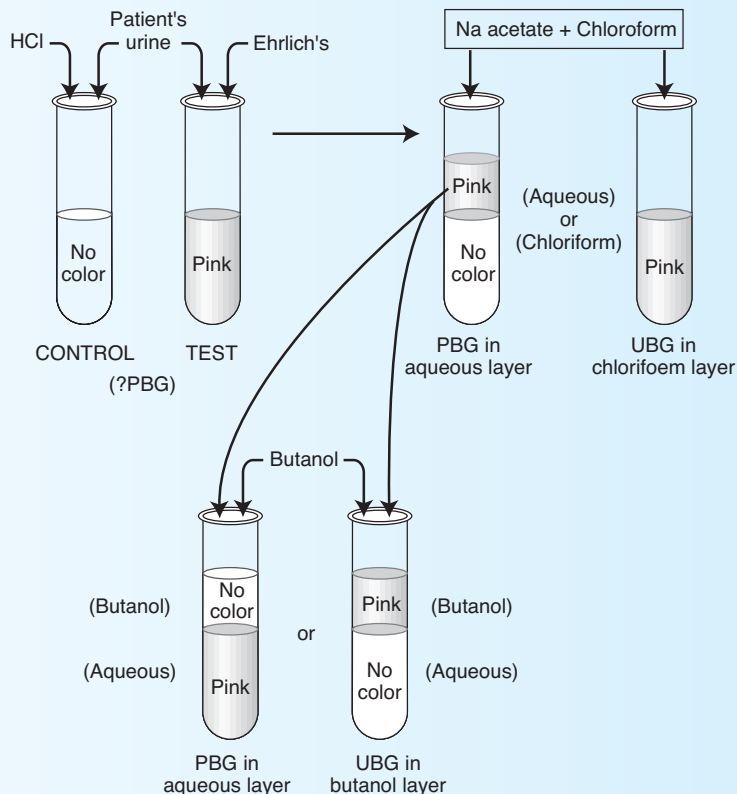 HCl
Patient's
urine
Ehrlich's
Na acetate + Chloroform
No
color
Pink
Pink
No
color
(Aqueous)
or
(Chloriform)
Pink
CONTROL
TEST
(?PBG)
PBG in
aqueous layer
UBG in
chlorifoem layer
Butanol
(Butanol)
No
color
(Aqueous)
Pink
or
Pink
(Butanol)
No
color
(Aqueous)
PBG in
aqueous layer
UBG in
butanol layer